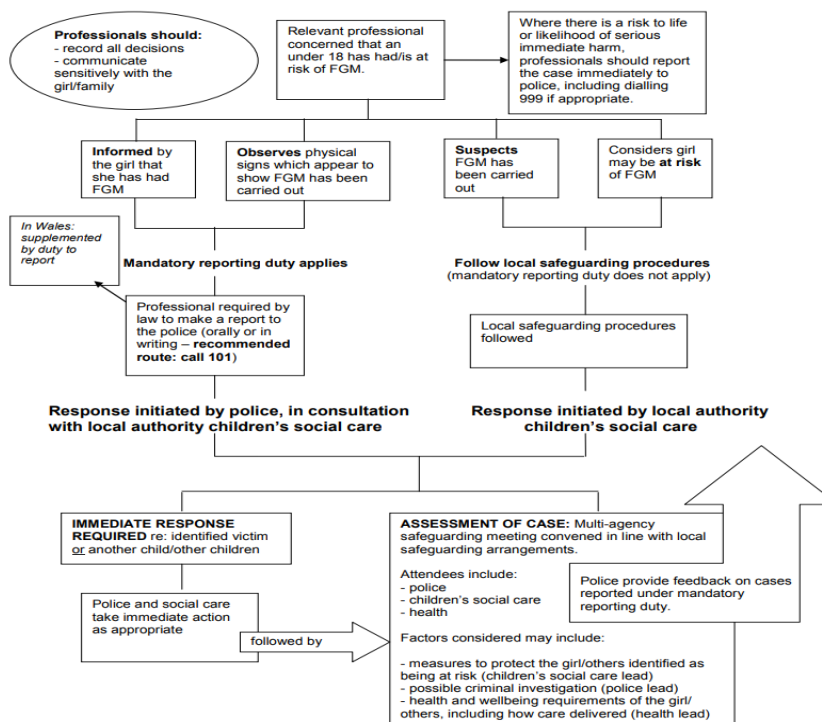 Professionals should:
- record all decisions
- communicate
sensitively with the
girl/family
Relevant professional
concerned that an
under 18 has had/is at
risk of FGM.
Where there is a risk to life
or likelihood of serious
immediate harm,
professionals should report
the case immediately to
police, including dialling
999 if appropriate.
Informed by
the girl that
she has had
FGM
Observes physical
signs which appear to
show FGM has been
carried out
Suspects
FGM has
been carried
out
Considers girl
may be at risk
of FGM
In Wales:
supplemented
by duty to
report
Mandatory reporting duty applies
Follow local safeguarding procedures
(mandatory reporting duty does not apply)
Professional required by
law to make a report to
the police (orally or in
writing – recommended
route: call 101)
Local safeguarding procedures
followed
Response initiated by police, in consultation
with local authority children's social care
Response initiated by local authority
children's social care
IMMEDIATE RESPONSE
REQUIRED re: identified victim
or another child/other children
Police and social care
take immediate action
as appropriate
followed by
ASSESSMENT OF CASE: Multi-agency
safeguarding meeting convened in line with local
safeguarding arrangements.
Attendees include:
- police
- children's social care
- health
Factors considered may include:
- measures to protect the girl/others identified as
being at risk (children's social care lead)
- possible criminal investigation (police lead)
- health and wellbeing requirements of the girl/
others, including how care delivered (health lead)
Police provide feedback on cases
reported under mandatory
reporting duty.